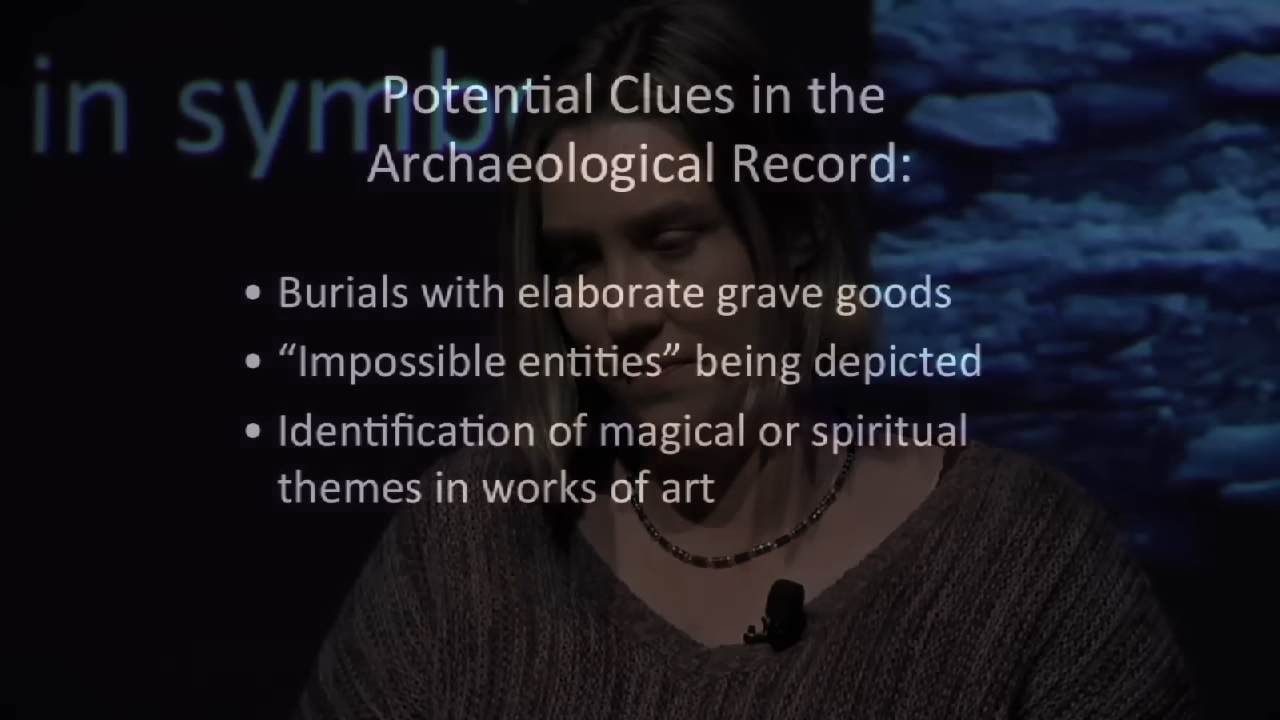 in symb
Potential Clues in the
Archaeological Record:
• Burials with elaborate grave goods
• “Impossible entities” being depicted
• Identification of magical or spiritual
themes in works of art